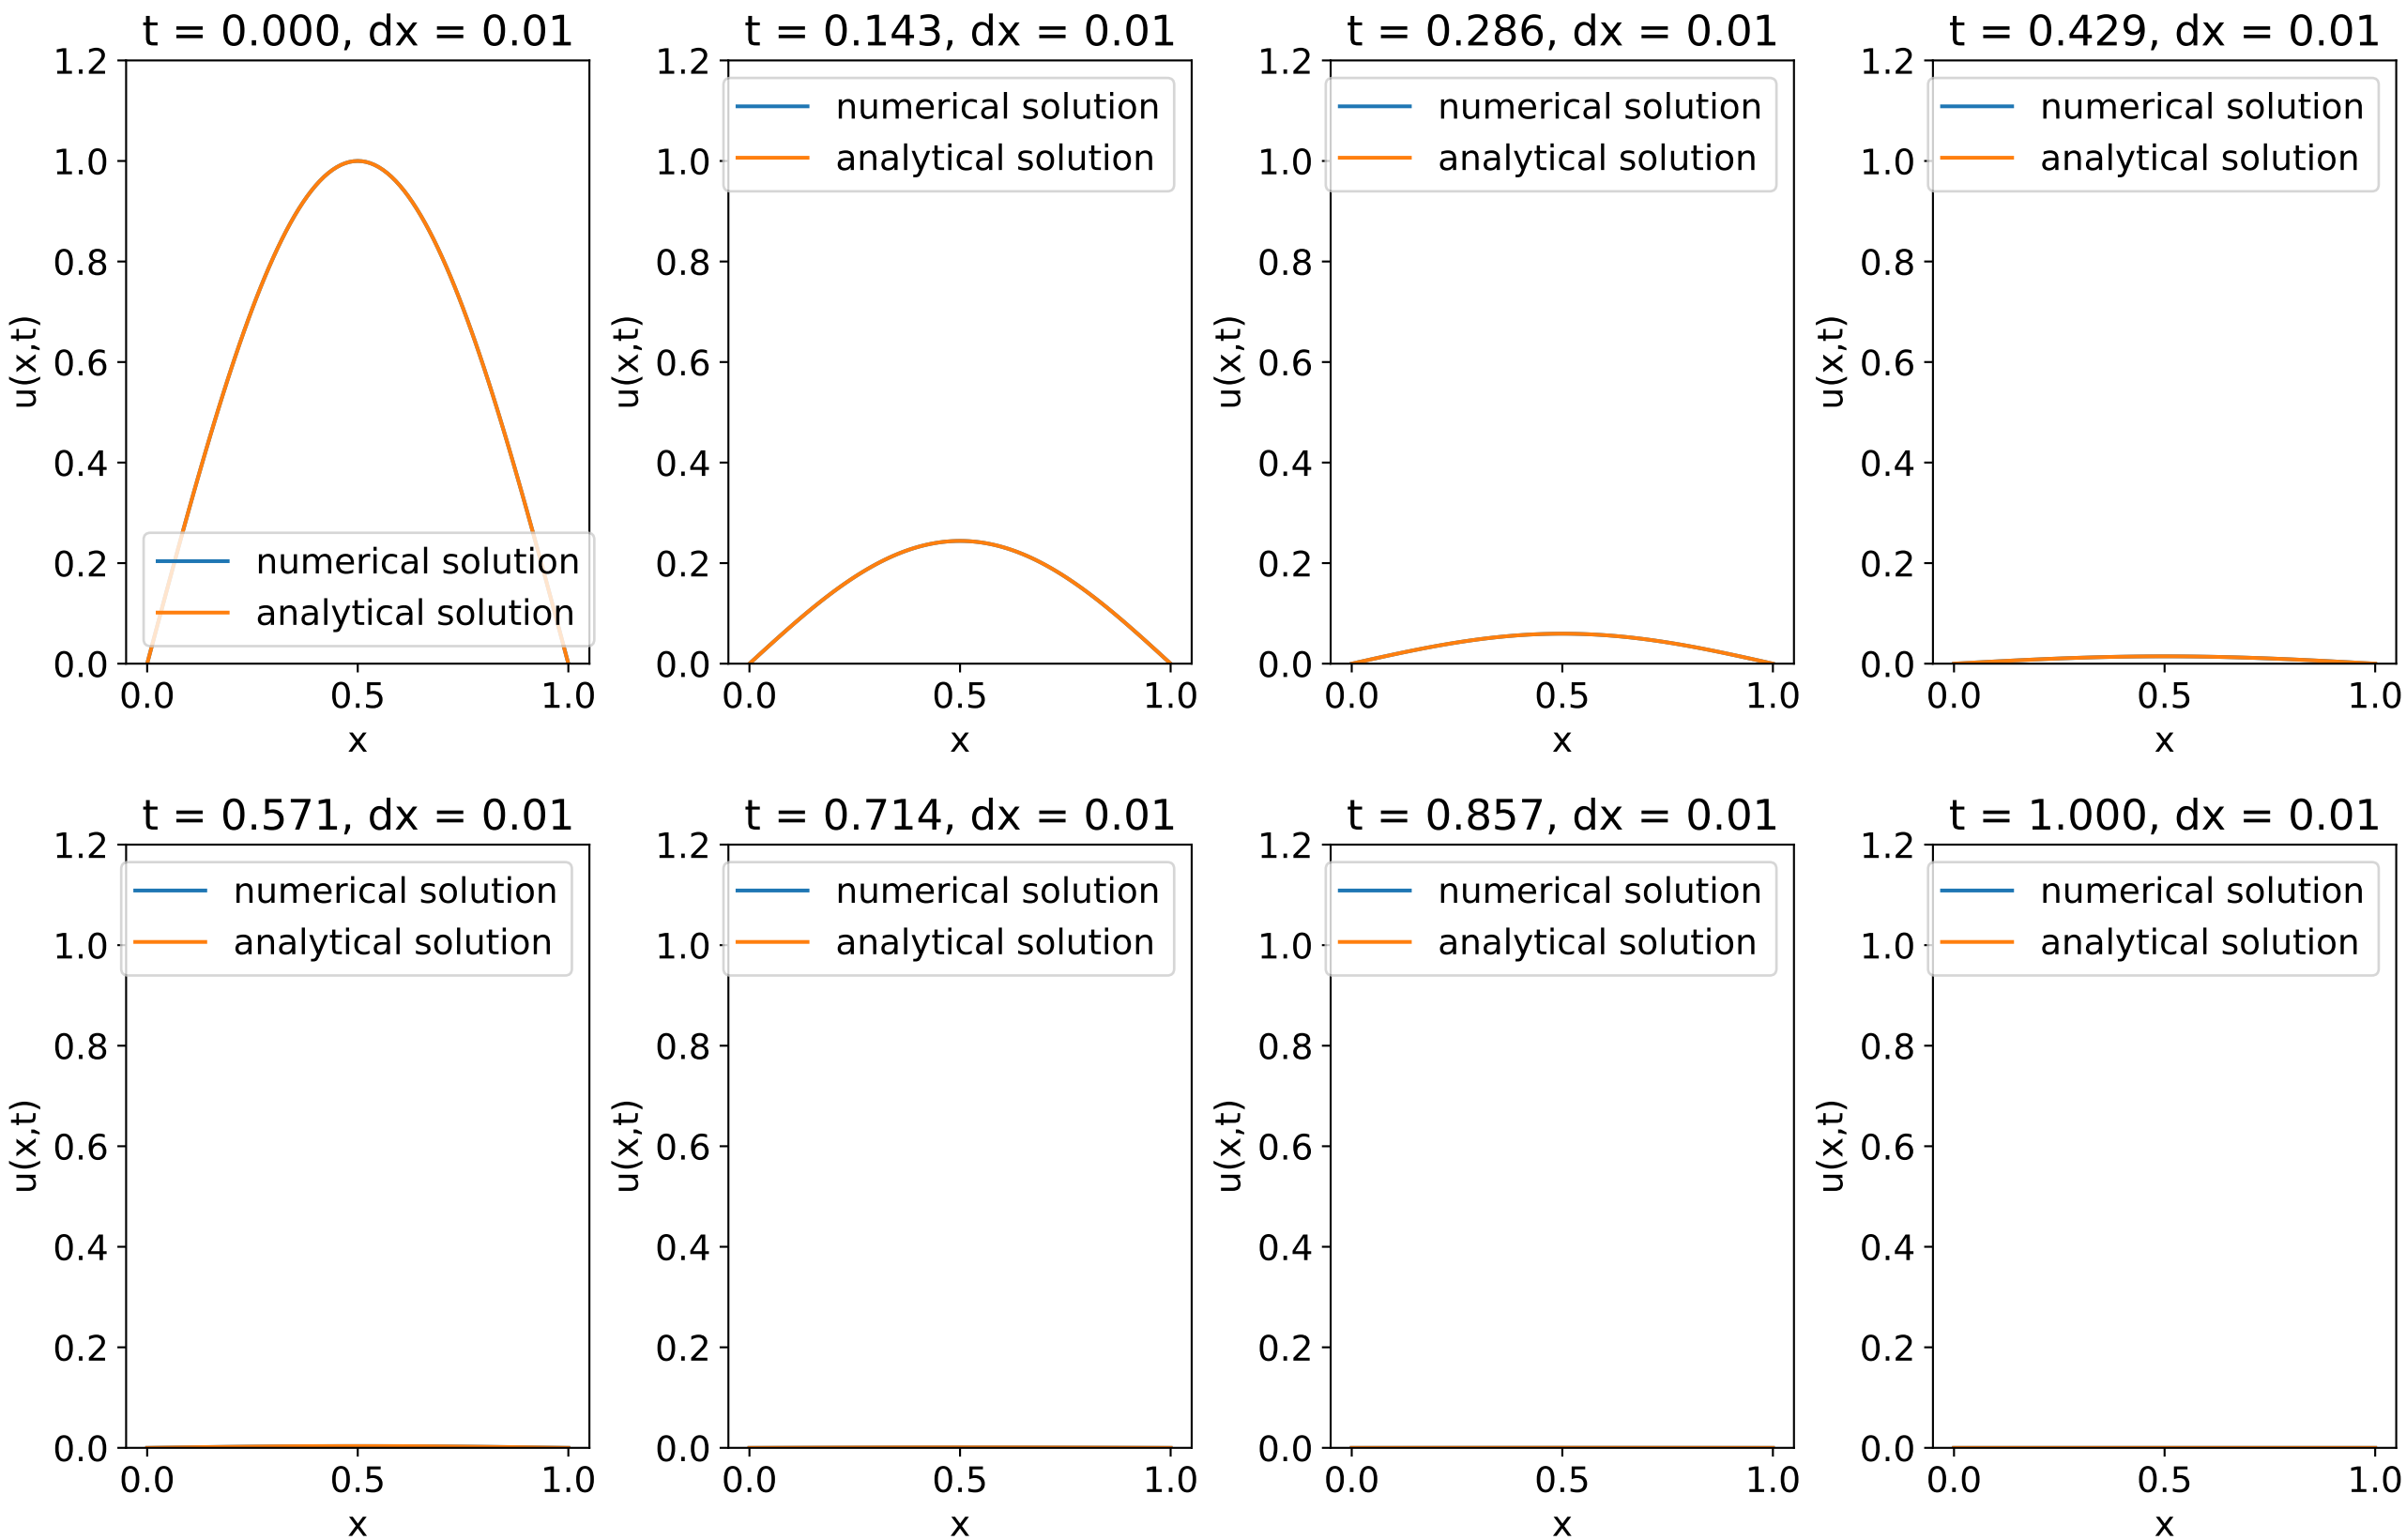 t = 0.000, dx = 0.01
1.2
1.0
0.8
0.6
0.4
0.2
0.0
u(x,t)
numerical solution
analytical solution
0.0 0.5 1.0
x
t = 0.143, dx = 0.01
1.2
1.0
0.8
0.6
0.4
0.2
0.0
u(x,t)
numerical solution
analytical solution
0.0 0.5 1.0
x
t = 0.286, dx = 0.01
1.2
1.0
0.8
0.6
0.4
0.2
0.0
u(x,t)
numerical solution
analytical solution
0.0 0.5 1.0
x
t = 0.429, dx = 0.01
1.2
1.0
0.8
0.6
0.4
0.2
0.0
u(x,t)
numerical solution
analytical solution
0.0 0.5 1.0
x
t = 0.571, dx = 0.01
1.2
1.0
0.8
0.6
0.4
0.2
0.0
u(x,t)
numerical solution
analytical solution
0.0 0.5 1.0
x
t = 0.714, dx = 0.01
1.2
1.0
0.8
0.6
0.4
0.2
0.0
u(x,t)
numerical solution
analytical solution
0.0 0.5 1.0
x
t = 0.857, dx = 0.01
1.2
1.0
0.8
0.6
0.4
0.2
0.0
u(x,t)
numerical solution
analytical solution
0.0 0.5 1.0
x
t = 1.000, dx = 0.01
1.2
1.0
0.8
0.6
0.4
0.2
0.0
u(x,t)
numerical solution
analytical solution
0.0 0.5 1.0
x